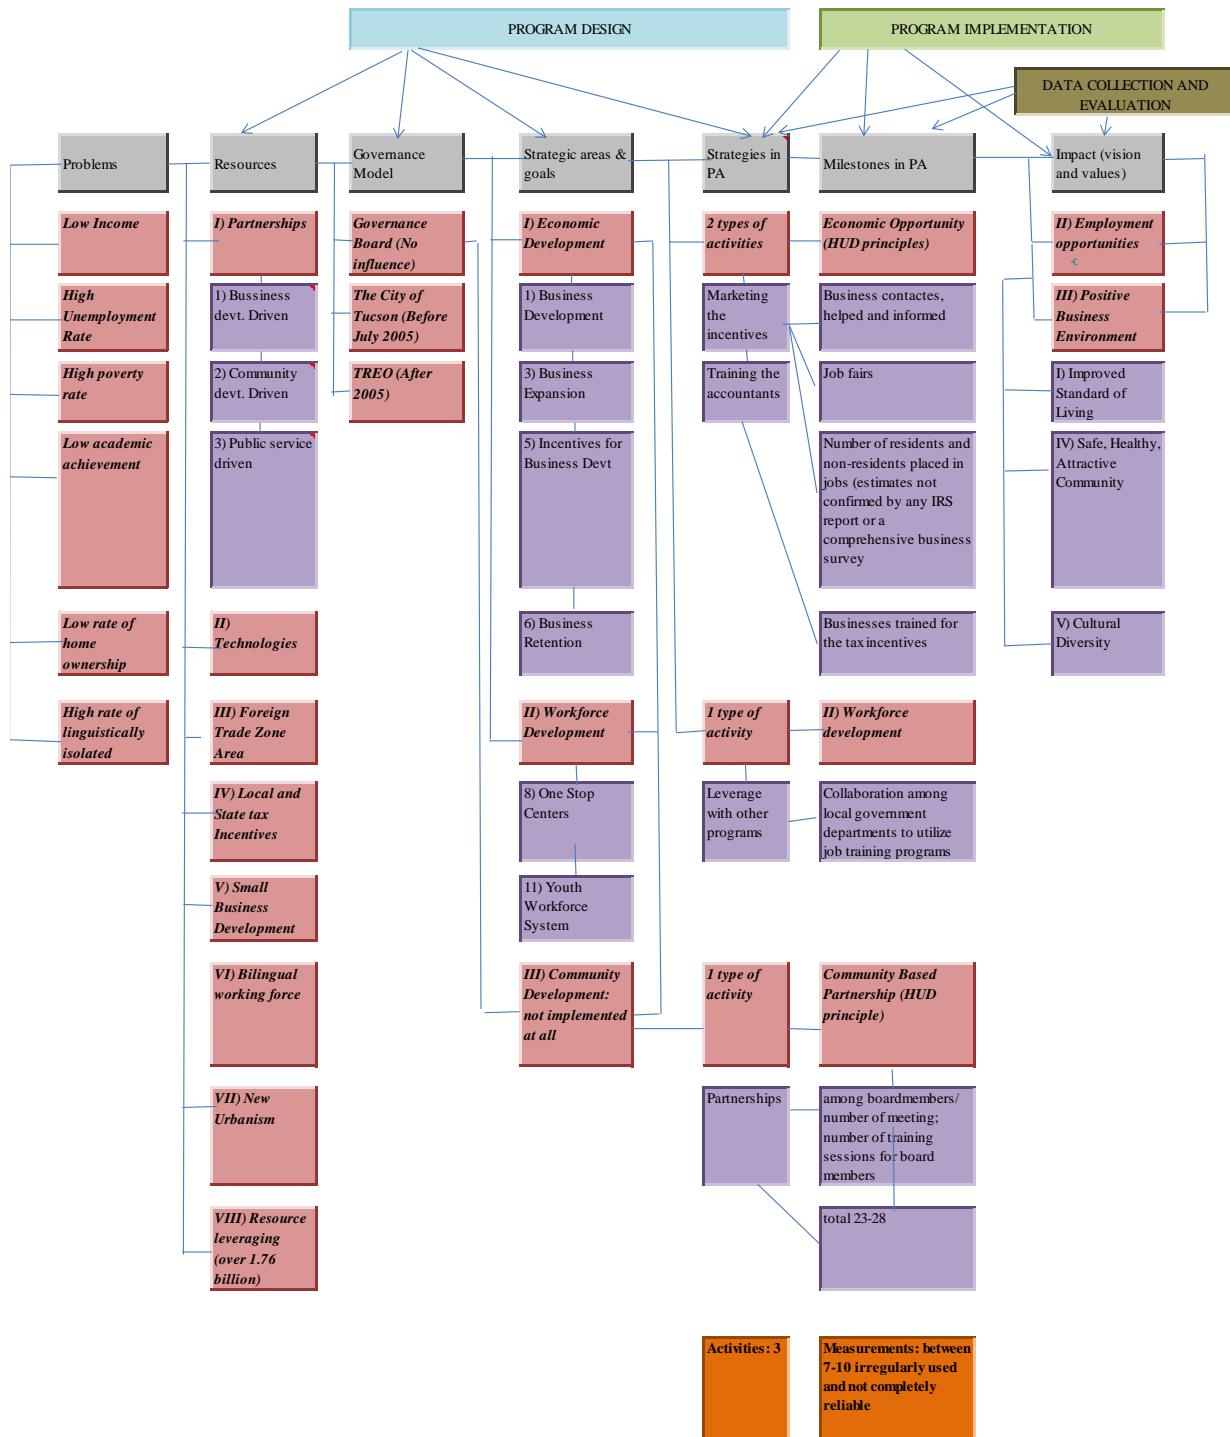 PROGRAM DESIGN
PROGRAM IMPLEMENTATION
DATA COLLECTION AND
EVALUATION
Problems
Resources
Governance
Model
Strategic areas &
goals
Strategies in
PA
Milestones in PA
Impact (vision
and values)
Low Income
High
Unemployment
Rate
High poverty
rate
Low academic
achievement
Low rate of
home
ownership
High rate of
linguistically
isolated
I) Partnerships
1) Bussiness
devt. Driven
2) Community
devt. Driven
3) Public service
driven
II)
Technologies
III) Foreign
Trade Zone
Area
IV) Local and
State tax
Incentives
V) Small
Business
Development
VI) Bilingual
working force
VII) New
Urbanism
VIII) Resource
leveraging
(over 1.76
billion)
Governance
Board (No
influence)
The City of
Tucson (Before
July 2005)
TREO (After
2005)
I) Economic
Development
1) Business
Development
3) Business
Expansion
5) Incentives for
Business Devt
6) Business
Retention
II) Workforce
Development
8) One Stop
Centers
11) Youth
Workforce
System
III) Community
Development:
not implemented
at all
2 types of
activities
Marketing
the
incentives
Training the
accountants
1 type of
activity
Leverage
with other
programs
1 type of
activity
Partnerships
Activities: 3
Economic Opportunity
(HUD principles)
Business contactes,
helped and informed
Job fairs
Number of residents and
non-residents placed in
jobs (estimates not
confirmed by any IRS
report or a
comprehensive business
survey
Businesses trained for
the tax incentives
II) Workforce
development
Collaboration among
local government
departments to utilize
job training programs
Community Based
Partnership (HUD
principle)
among boardmembers/
number of meeting;
number of training
sessions for board
members
total 23-28
Measurements: between
7-10 irregularly used
and not completely
reliable
II) Employment
opportunities
III) Positive
Business
Environment
I) Improved
Standard of
Living
IV) Safe, Healthy,
Attractive
Community
V) Cultural
Diversity